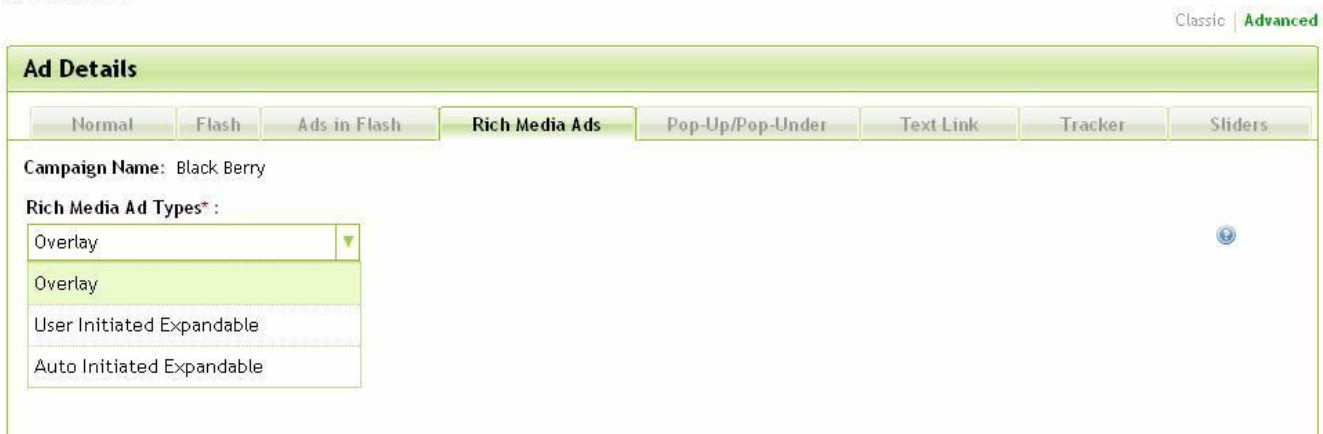 Classic | Advanced
Ad Details
Normal Flash Ads in Flash Rich Media Ads Pop-Up/Pop-Under Text Link Tracker Sliders
Campaign Name: Black Berry
Rich Media Ad Types* :
Overlay
Overlay
User Initiated Expandable
Auto Initiated Expandable